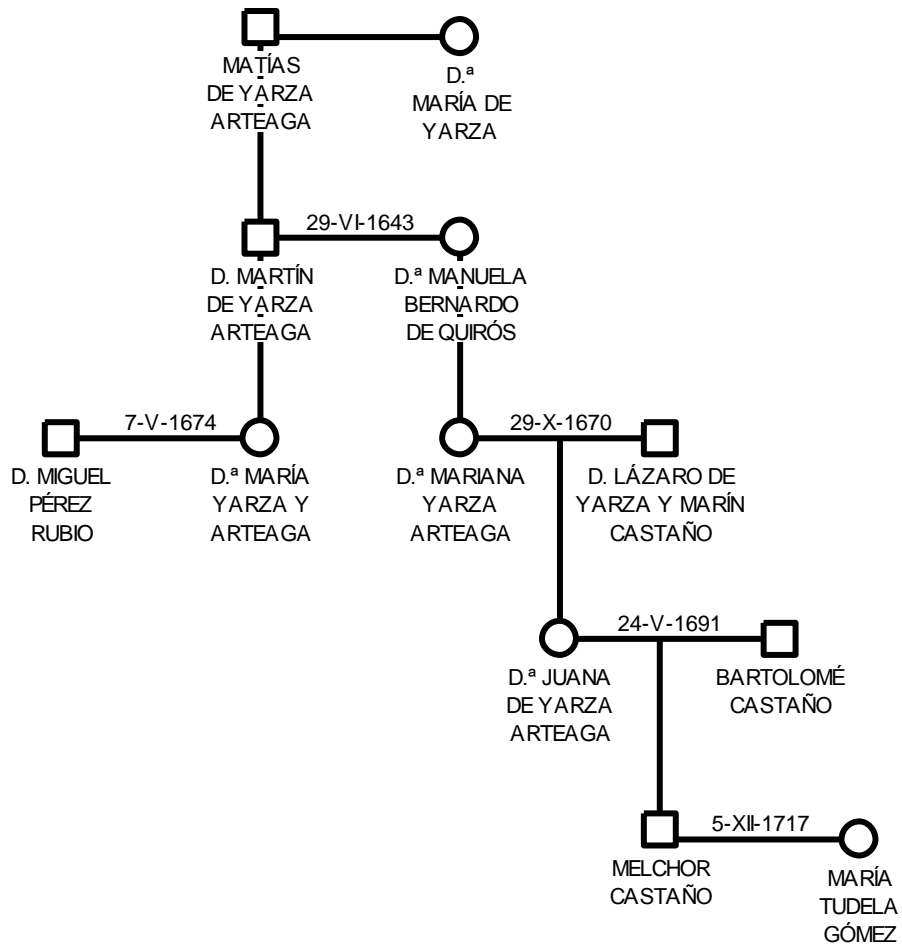 MATÍAS
DE YARZA
ARTEAGA
D.ª
MARÍA DE
YARZA
29-VI-1643
D. MARTÍN
DE YARZA
ARTEAGA
D.ª MANUELA
BERNARDO
DE QUIRÓS
7-V-1674
29-X-1670
D. MIGUEL
PÉREZ
RUBIO
D.ª MARÍA
YARZA Y
ARTEAGA
D.ª MARIANA
YARZA
ARTEAGA
D. LÁZARO DE
YARZA Y MARÍN
CASTAÑO
24-V-1691
D.ª JUANA
DE YARZA
ARTEAGA
BARTOLOMÉ
CASTAÑO
5-XII-1717
MELCHOR
CASTAÑO
MARÍA
TUDELA
GÓMEZ